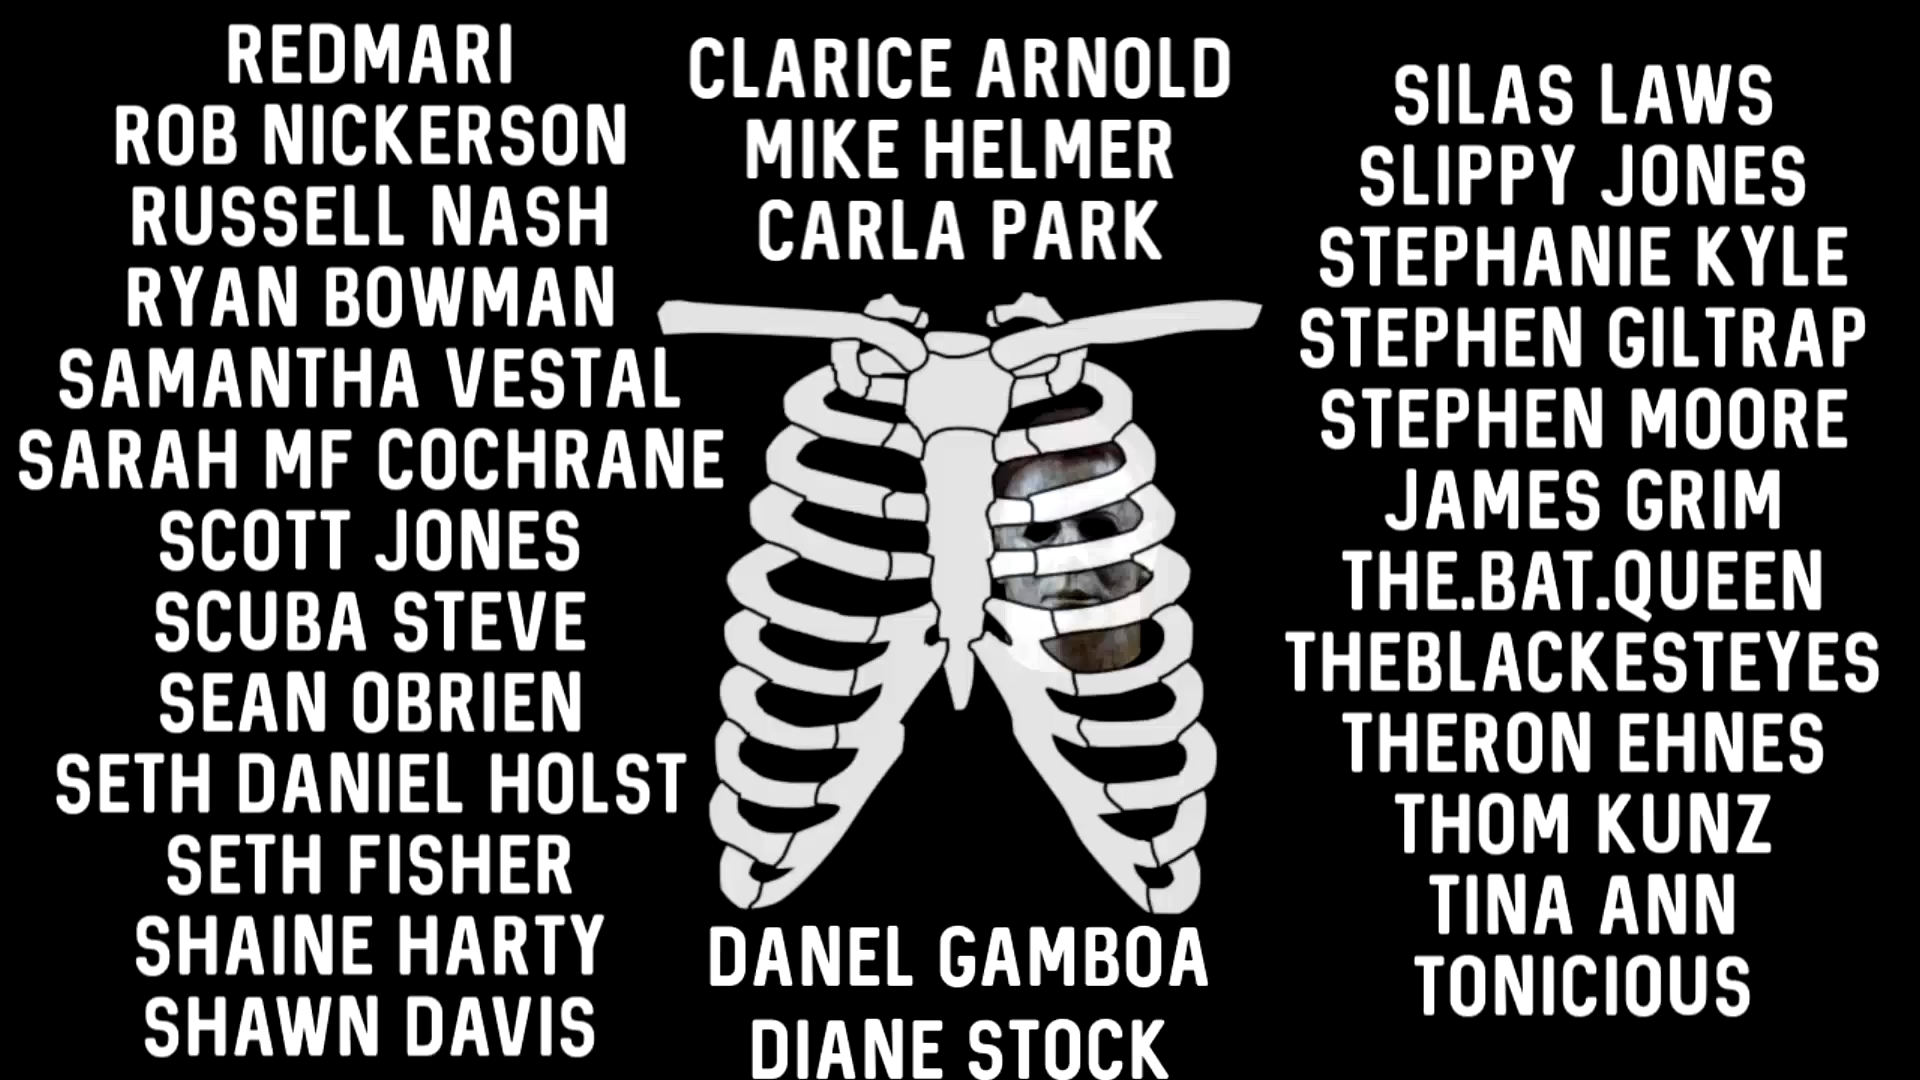 REDMARI
ROB NICKERSON
RUSSELL NASH
RYAN BOWMAN
SAMANTHA VESTAL
SARAH MF COCHRANE
SCOTT JONES
SCUBA STEVE
SEAN OBRIEN
SETH DANIEL HOLST
SETH FISHER
SHAINE HARTY
SHAWN DAVIS
CLARICE ARNOLD
MIKE HELMER
CARLA PARK
DANEL GAMBOA
DIANE STOCK
SILAS LAWS
SLIPPY JONES
STEPHANIE KYLE
STEPHEN GILTRAP
STEPHEN MOORE
JAMES GRIM
THE.BAT.QUEEN
THEBLACKESTEYES
THERON EHNES
THOM KUNZ
TINA ANN
TONICIOUS